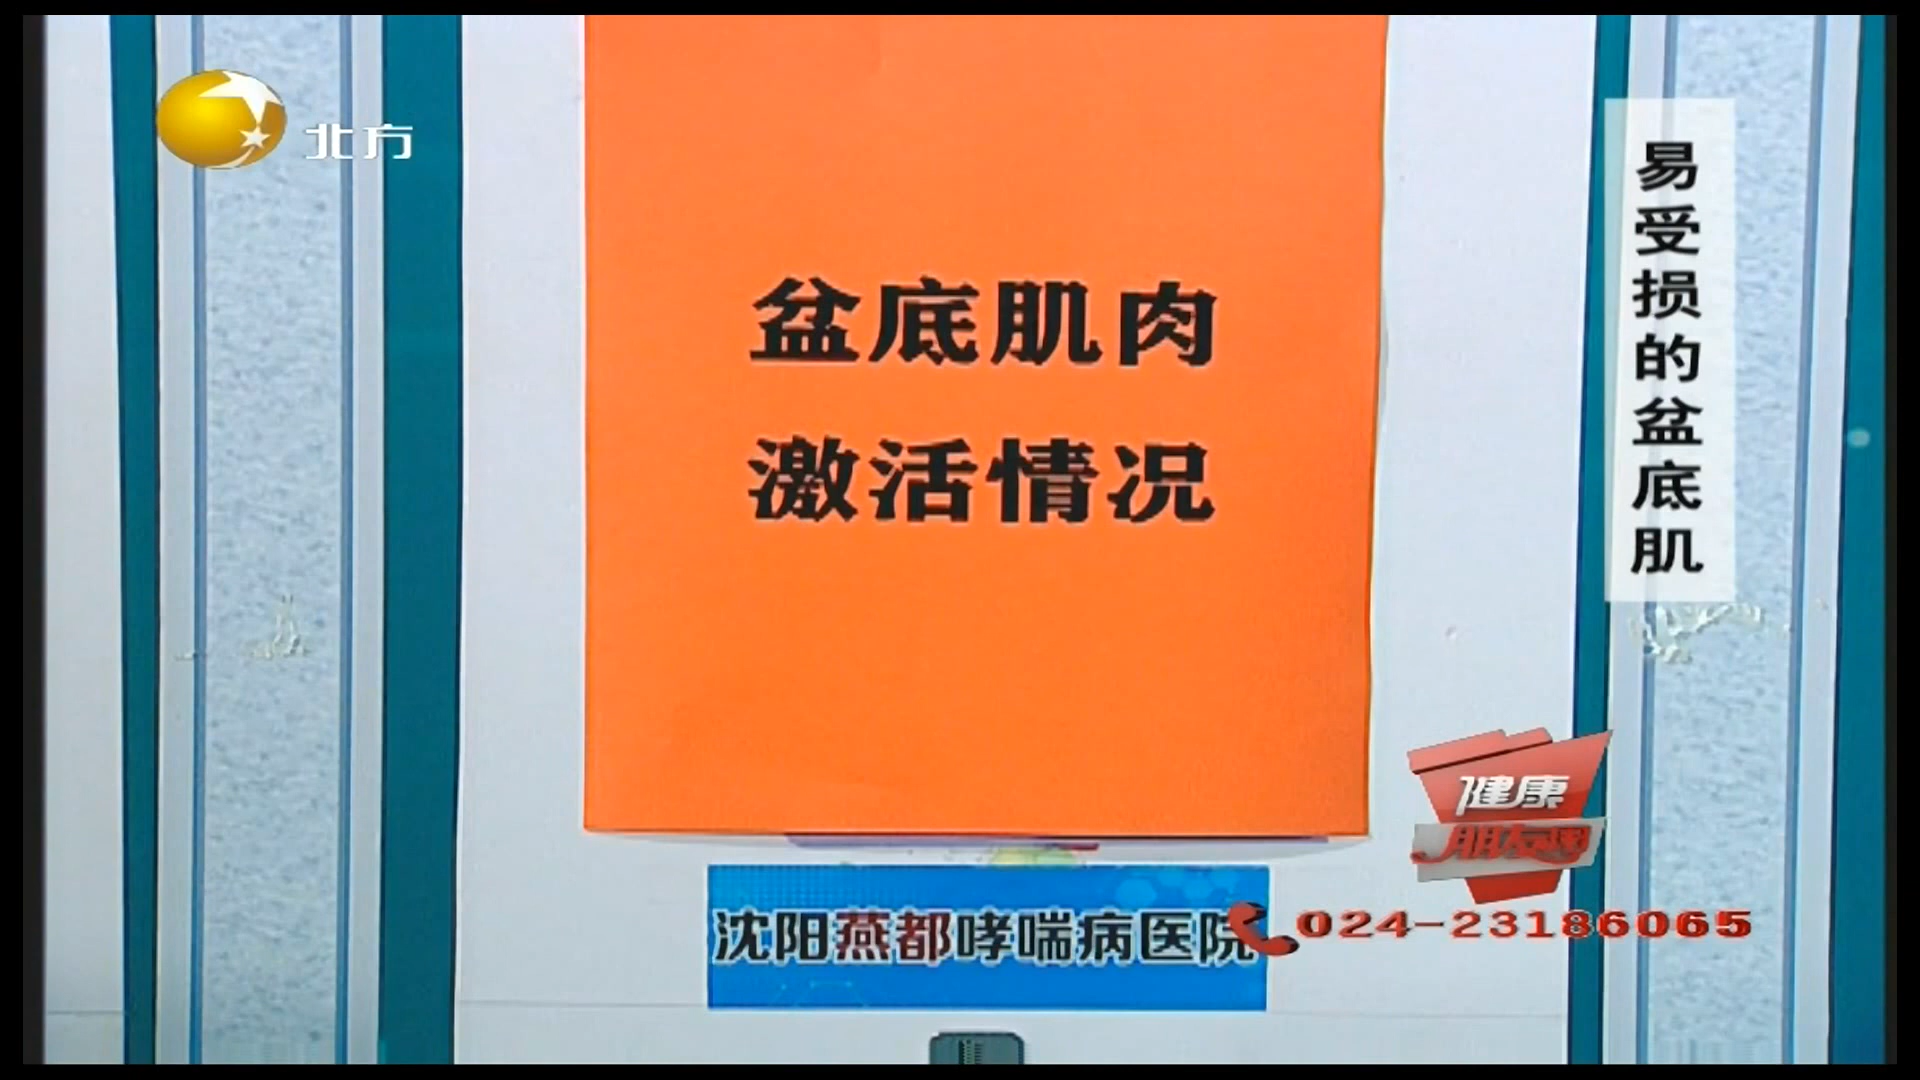 北方
盆底肌肉
激活情况
易受损的盆底肌
健康
朋友圈
沈阳燕都哮喘病医院
024-23186065